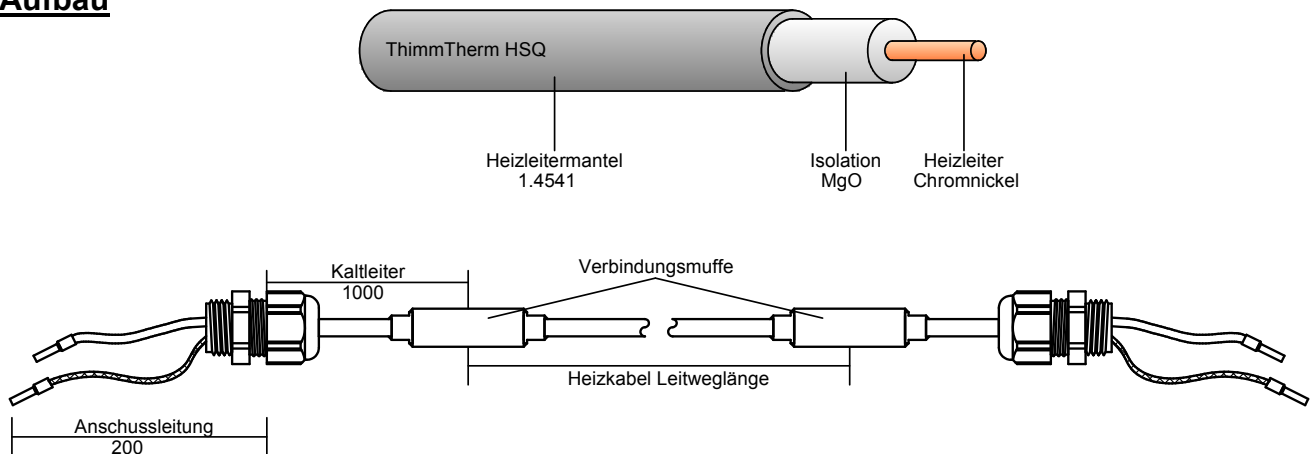 Aufbau
ThimmTherm HSQ
Heizleitermantel
1.4541
Isolation
MgO
Heizleiter
Chromnickel
Kaltleiter
1000
Verbindungsmuffe
Heizkabel Leitweglänge
Anschussleitung
200